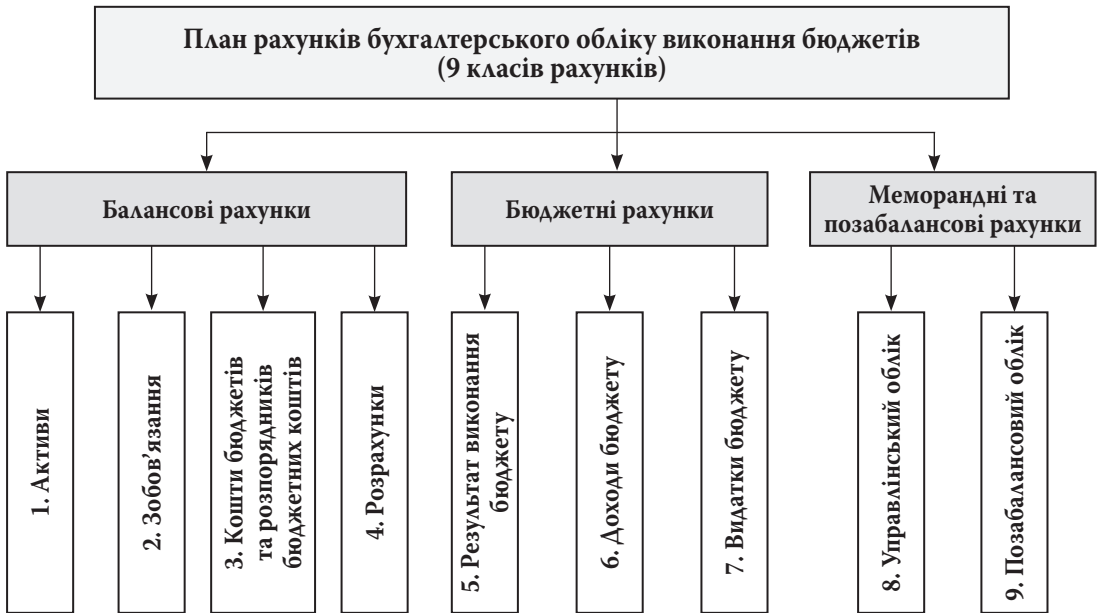 План рахунків бухгалтерського обліку виконання бюджетів
(9 класів рахунків)
Балансові рахунки
Бюджетні рахунки
Меморандні та
позабалансові рахунки
1. Активи
2. Зобов'язання
3. Кошти бюджетів
та розпорядників
бюджетних коштів
4. Розрахунки
5. Результат виконання
бюджету
6. Доходи бюджету
7. Видатки бюджету
8. Управлінський облік
9. Позабалансовий облік